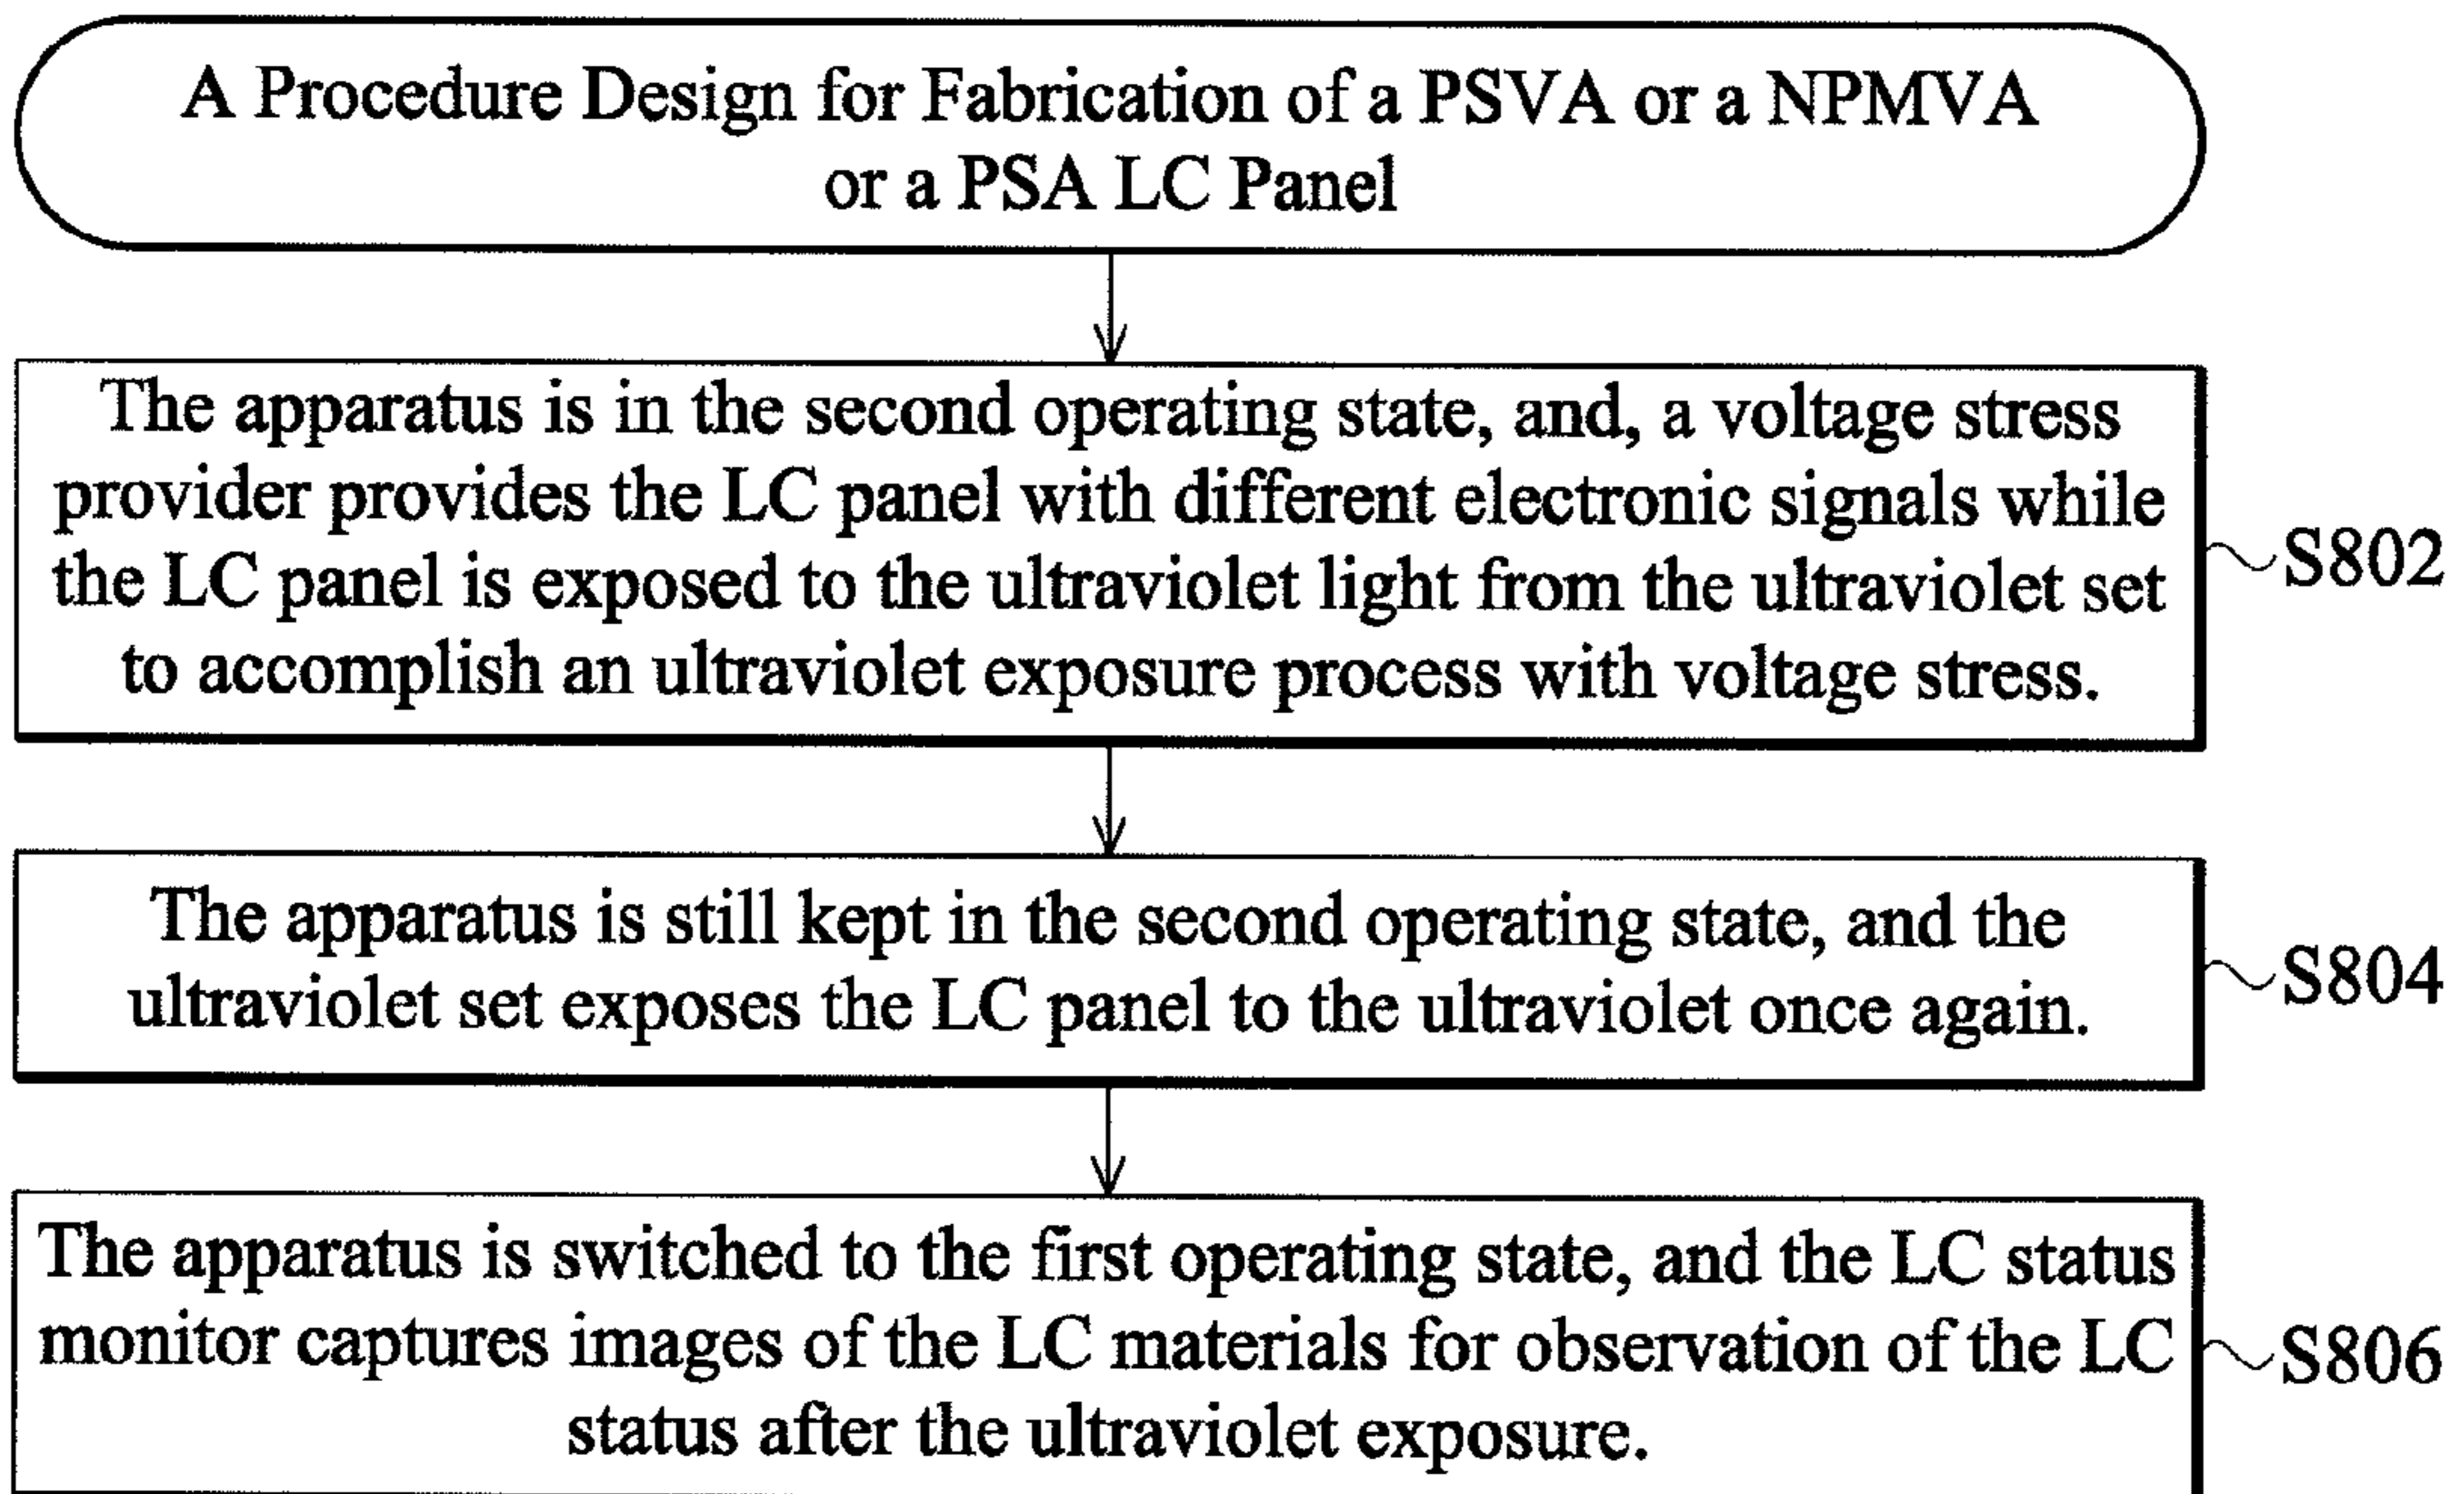 A Procedure Design for Fabrication of a PSVA or a NPMVA
or a PSA LC Panel
The apparatus is in the second operating state, and, a voltage stress
provider provides the LC panel with different electronic signals while
the LC panel is exposed to the ultraviolet light from the ultraviolet set
to accomplish an ultraviolet exposure process with voltage stress.
S802
The apparatus is still kept in the second operating state, and the
ultraviolet set exposes the LC panel to the ultraviolet once again.
S804
The apparatus is switched to the first operating state, and the LC status
monitor captures images of the LC materials for observation of the LC
status after the ultraviolet exposure.
S806